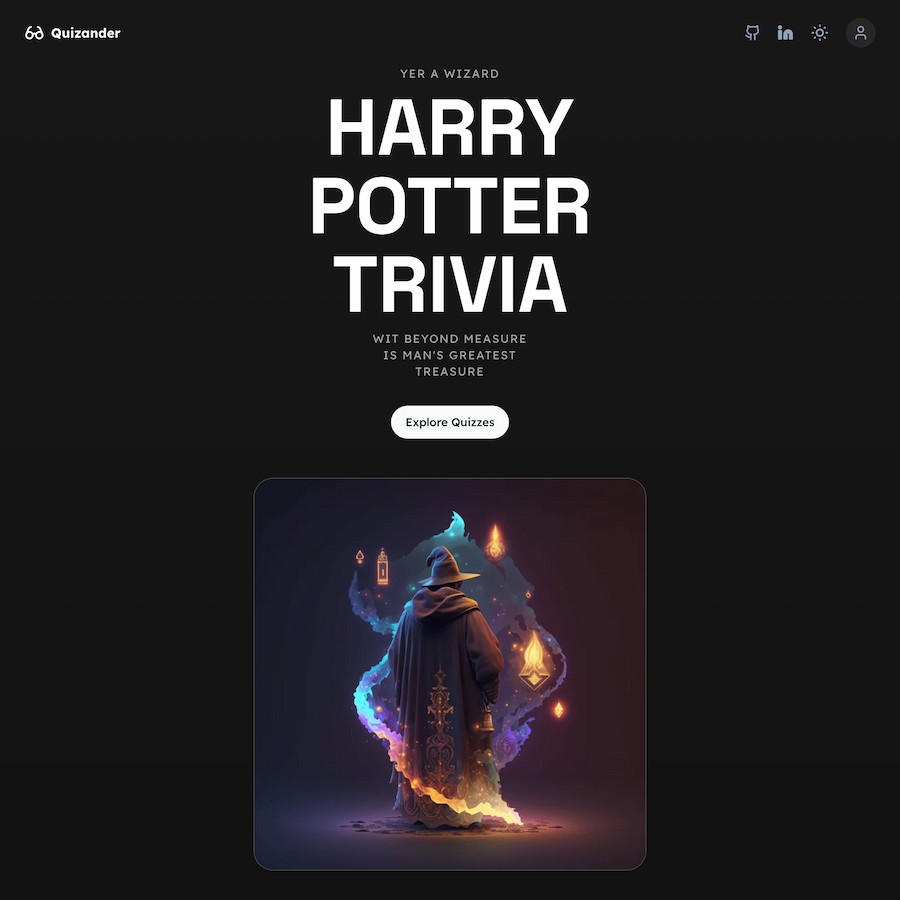 Quizander
YER A WIZARD
HARRY
POTTER
TRIVIA
WIT BEYOND MEASURE
IS MAN'S GREATEST
TREASURE
Explore Quizzes